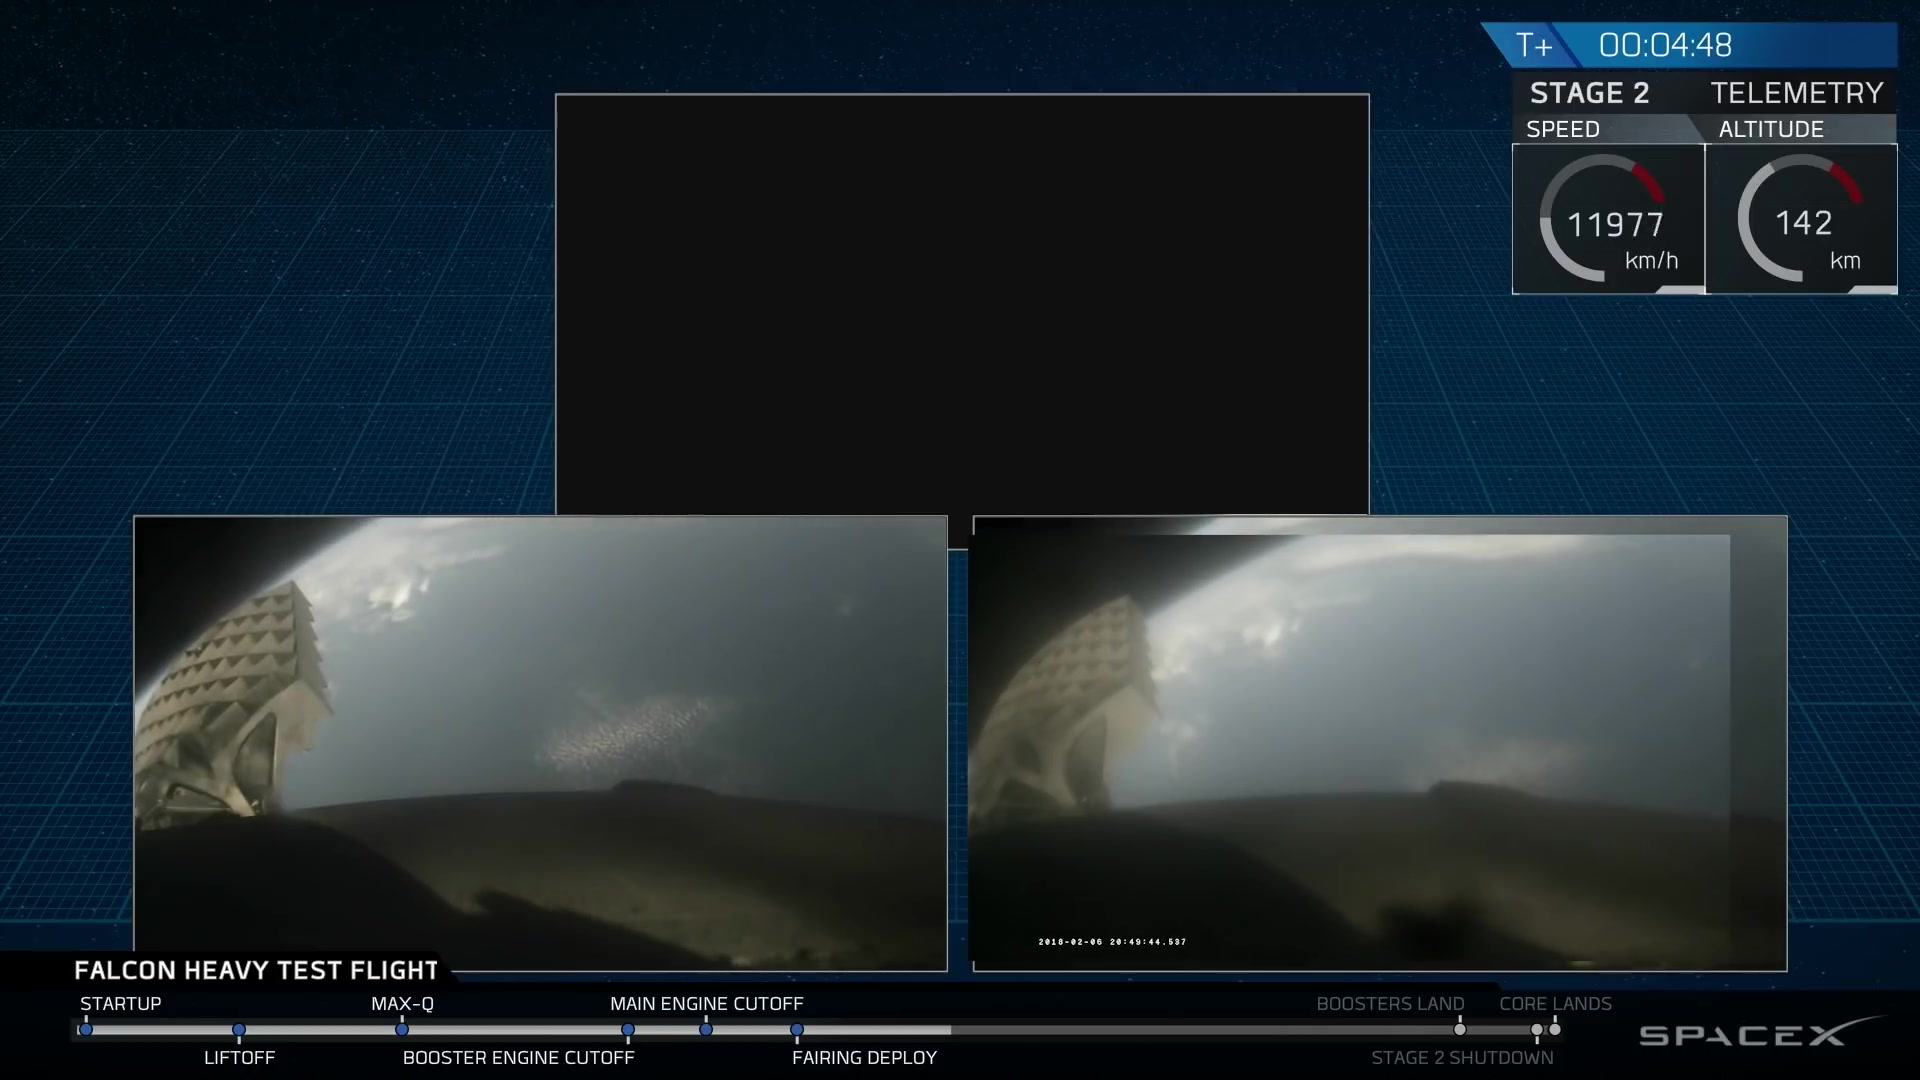 T+ 00:04:48
STAGE 2 TELEMETRY
SPEED ALTITUDE
11977 142
km/h km
2018-02-06 20:49:44.537
FALCON HEAVY TEST FLIGHT
STARTUP MAX-Q MAIN ENGINE CUTOFF BOOSTERS LAND CORE LANDS
LIFTOFF BOOSTER ENGINE CUTOFF FAIRING DEPLOY STAGE 2 SHUTDOWN
SPACEX